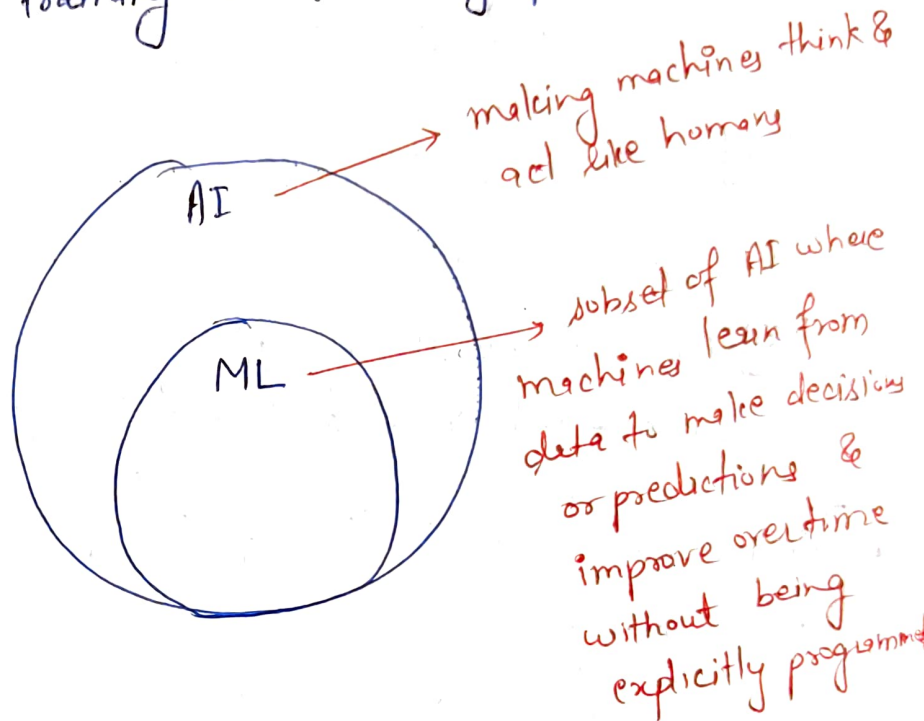 AI
making machines think &
act like humans
ML
subset of AI where
machines learn from
data to make decisions
or predictions &
improve overtime
without being
explicitly programmed